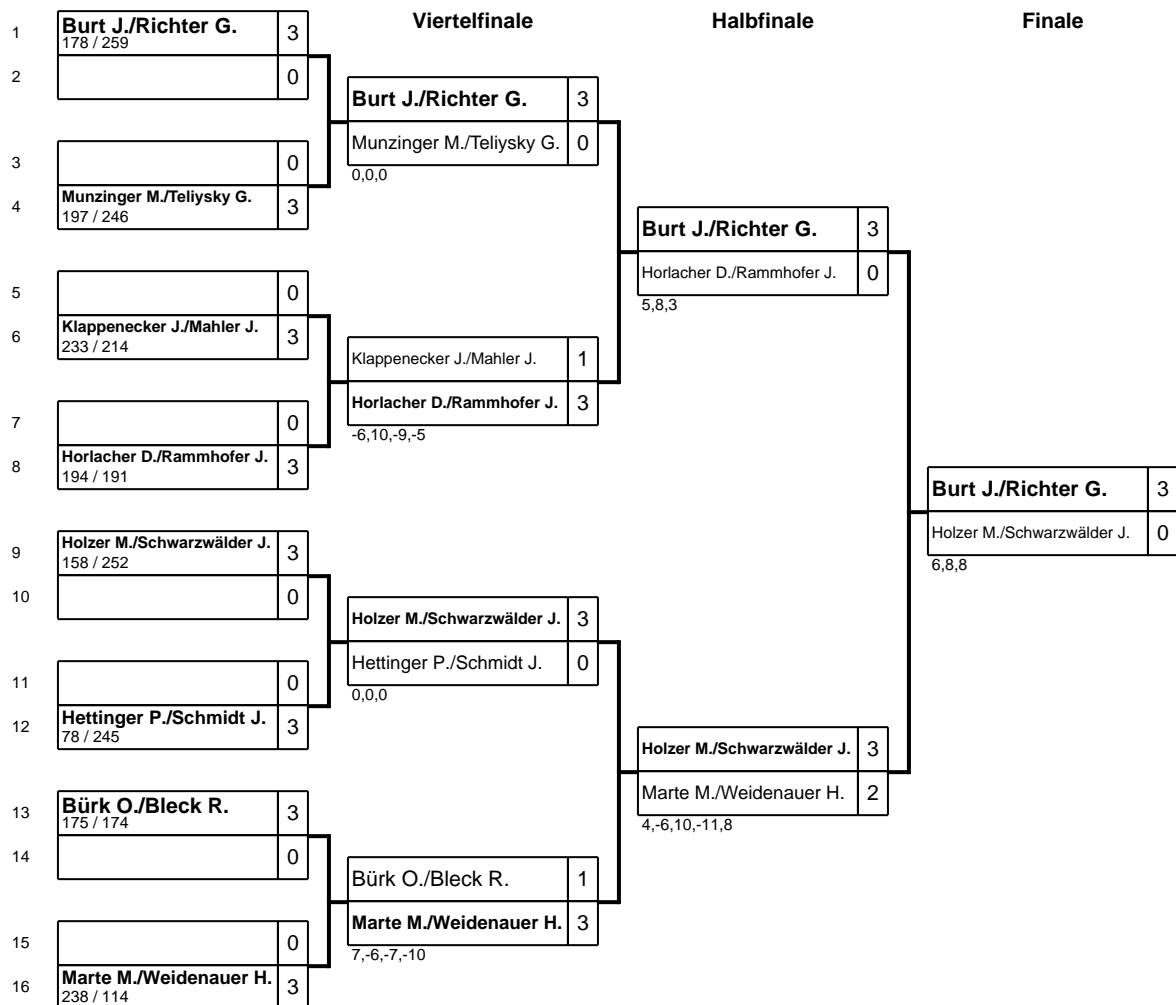 Viertelfinale
Halbfinale
Finale
1
Burt J./Richter G. 3
178 / 259
2
0
3
0
4
Munzinger M./Teliysky G. 3
197 / 246
5
0
6
Klappenecker J./Mahler J. 3
233 / 214
7
0
8
Horlacher D./Rammhofer J. 3
194 / 191
9
Holzer M./Schwarzwälder J. 3
158 / 252
10
0
11
0
12
Hettinger P./Schmidt J. 3
78 / 245
13
Bürk O./Bleck R. 3
175 / 174
14
0
15
0
16
Marte M./Weidenauer H. 3
238 / 114
Burt J./Richter G. 3
Munzinger M./Teliysky G. 0
0,0,0
Klappenecker J./Mahler J. 1
Horlacher D./Rammhofer J. 3
-6,10,-9,-5
Holzer M./Schwarzwälder J. 3
Hettinger P./Schmidt J. 0
0,0,0
Bürk O./Bleck R. 1
Marte M./Weidenauer H. 3
7,-6,-7,-10
Burt J./Richter G. 3
Horlacher D./Rammhofer J. 0
5,8,3
Holzer M./Schwarzwälder J. 3
Marte M./Weidenauer H. 2
4,-6,10,-11,8
Burt J./Richter G. 3
Holzer M./Schwarzwälder J. 0
6,8,8